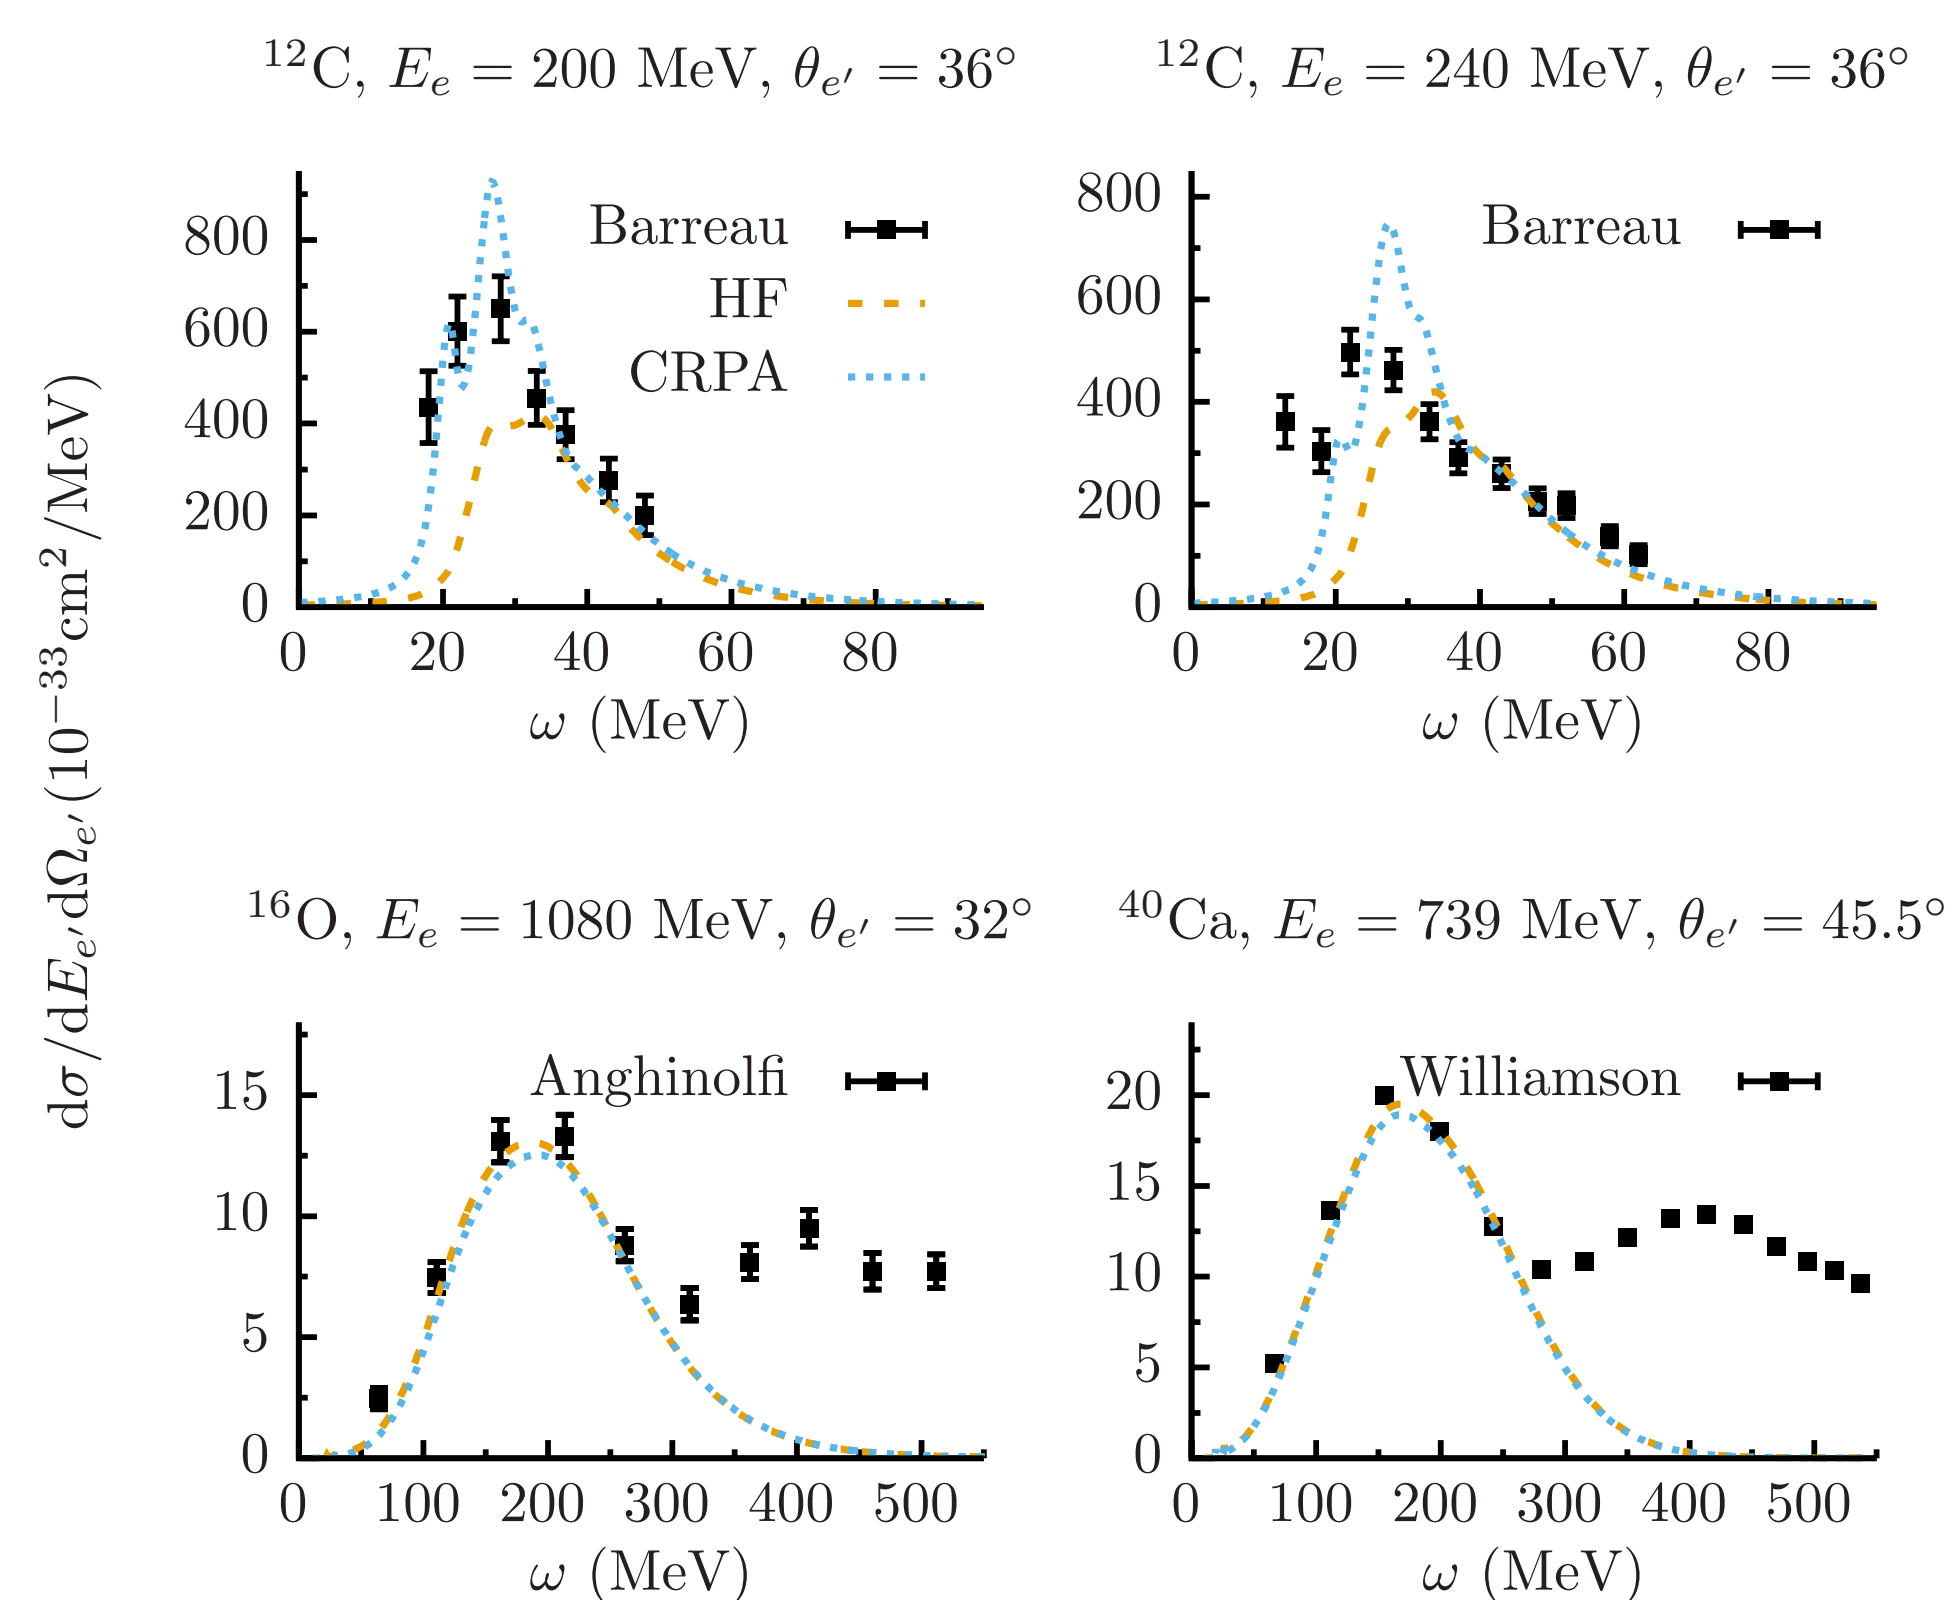 ¹²C, Eₑ = 200 MeV, θₑ′ = 36°
800
600
400
200
0
Barreau
HF
CRPA
0 20 40 60 80
ω (MeV)
¹²C, Eₑ = 240 MeV, θₑ′ = 36°
800
600
400
200
0
Barreau
0 20 40 60 80
ω (MeV)
dσ/dEₑ′dΩₑ′(10⁻³³cm²/MeV)
¹⁶O, Eₑ = 1080 MeV, θₑ′ = 32°
15
10
5
0
Anghinolfi
0 100 200 300 400 500
ω (MeV)
⁴⁰Ca, Eₑ = 739 MeV, θₑ′ = 45.5°
20
15
10
5
0
Williamson
0 100 200 300 400 500
ω (MeV)